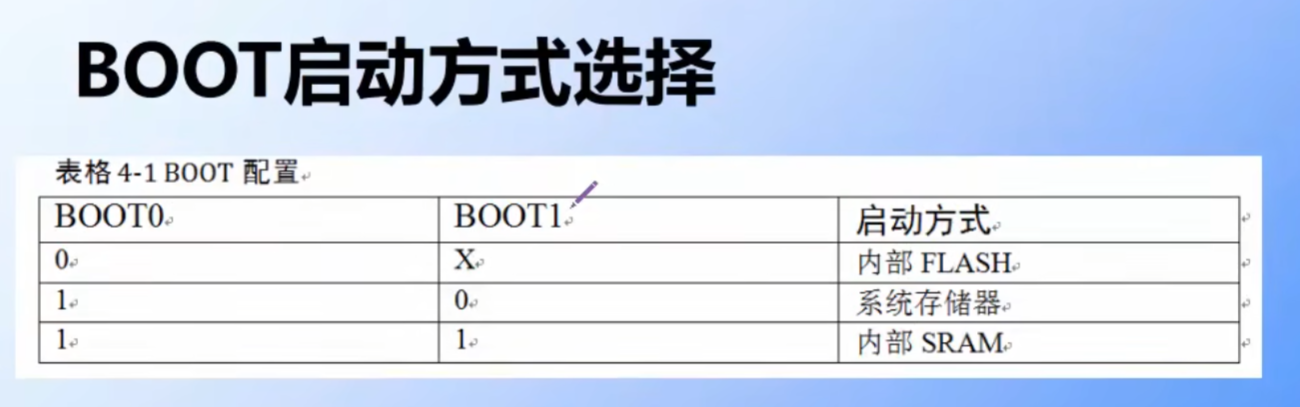 BOOT启动方式选择
表格 4-1 BOOT 配置
BOOT0 BOOT1 启动方式
0 X 内部 FLASH
1 0 系统存储器
1 1 内部 SRAM